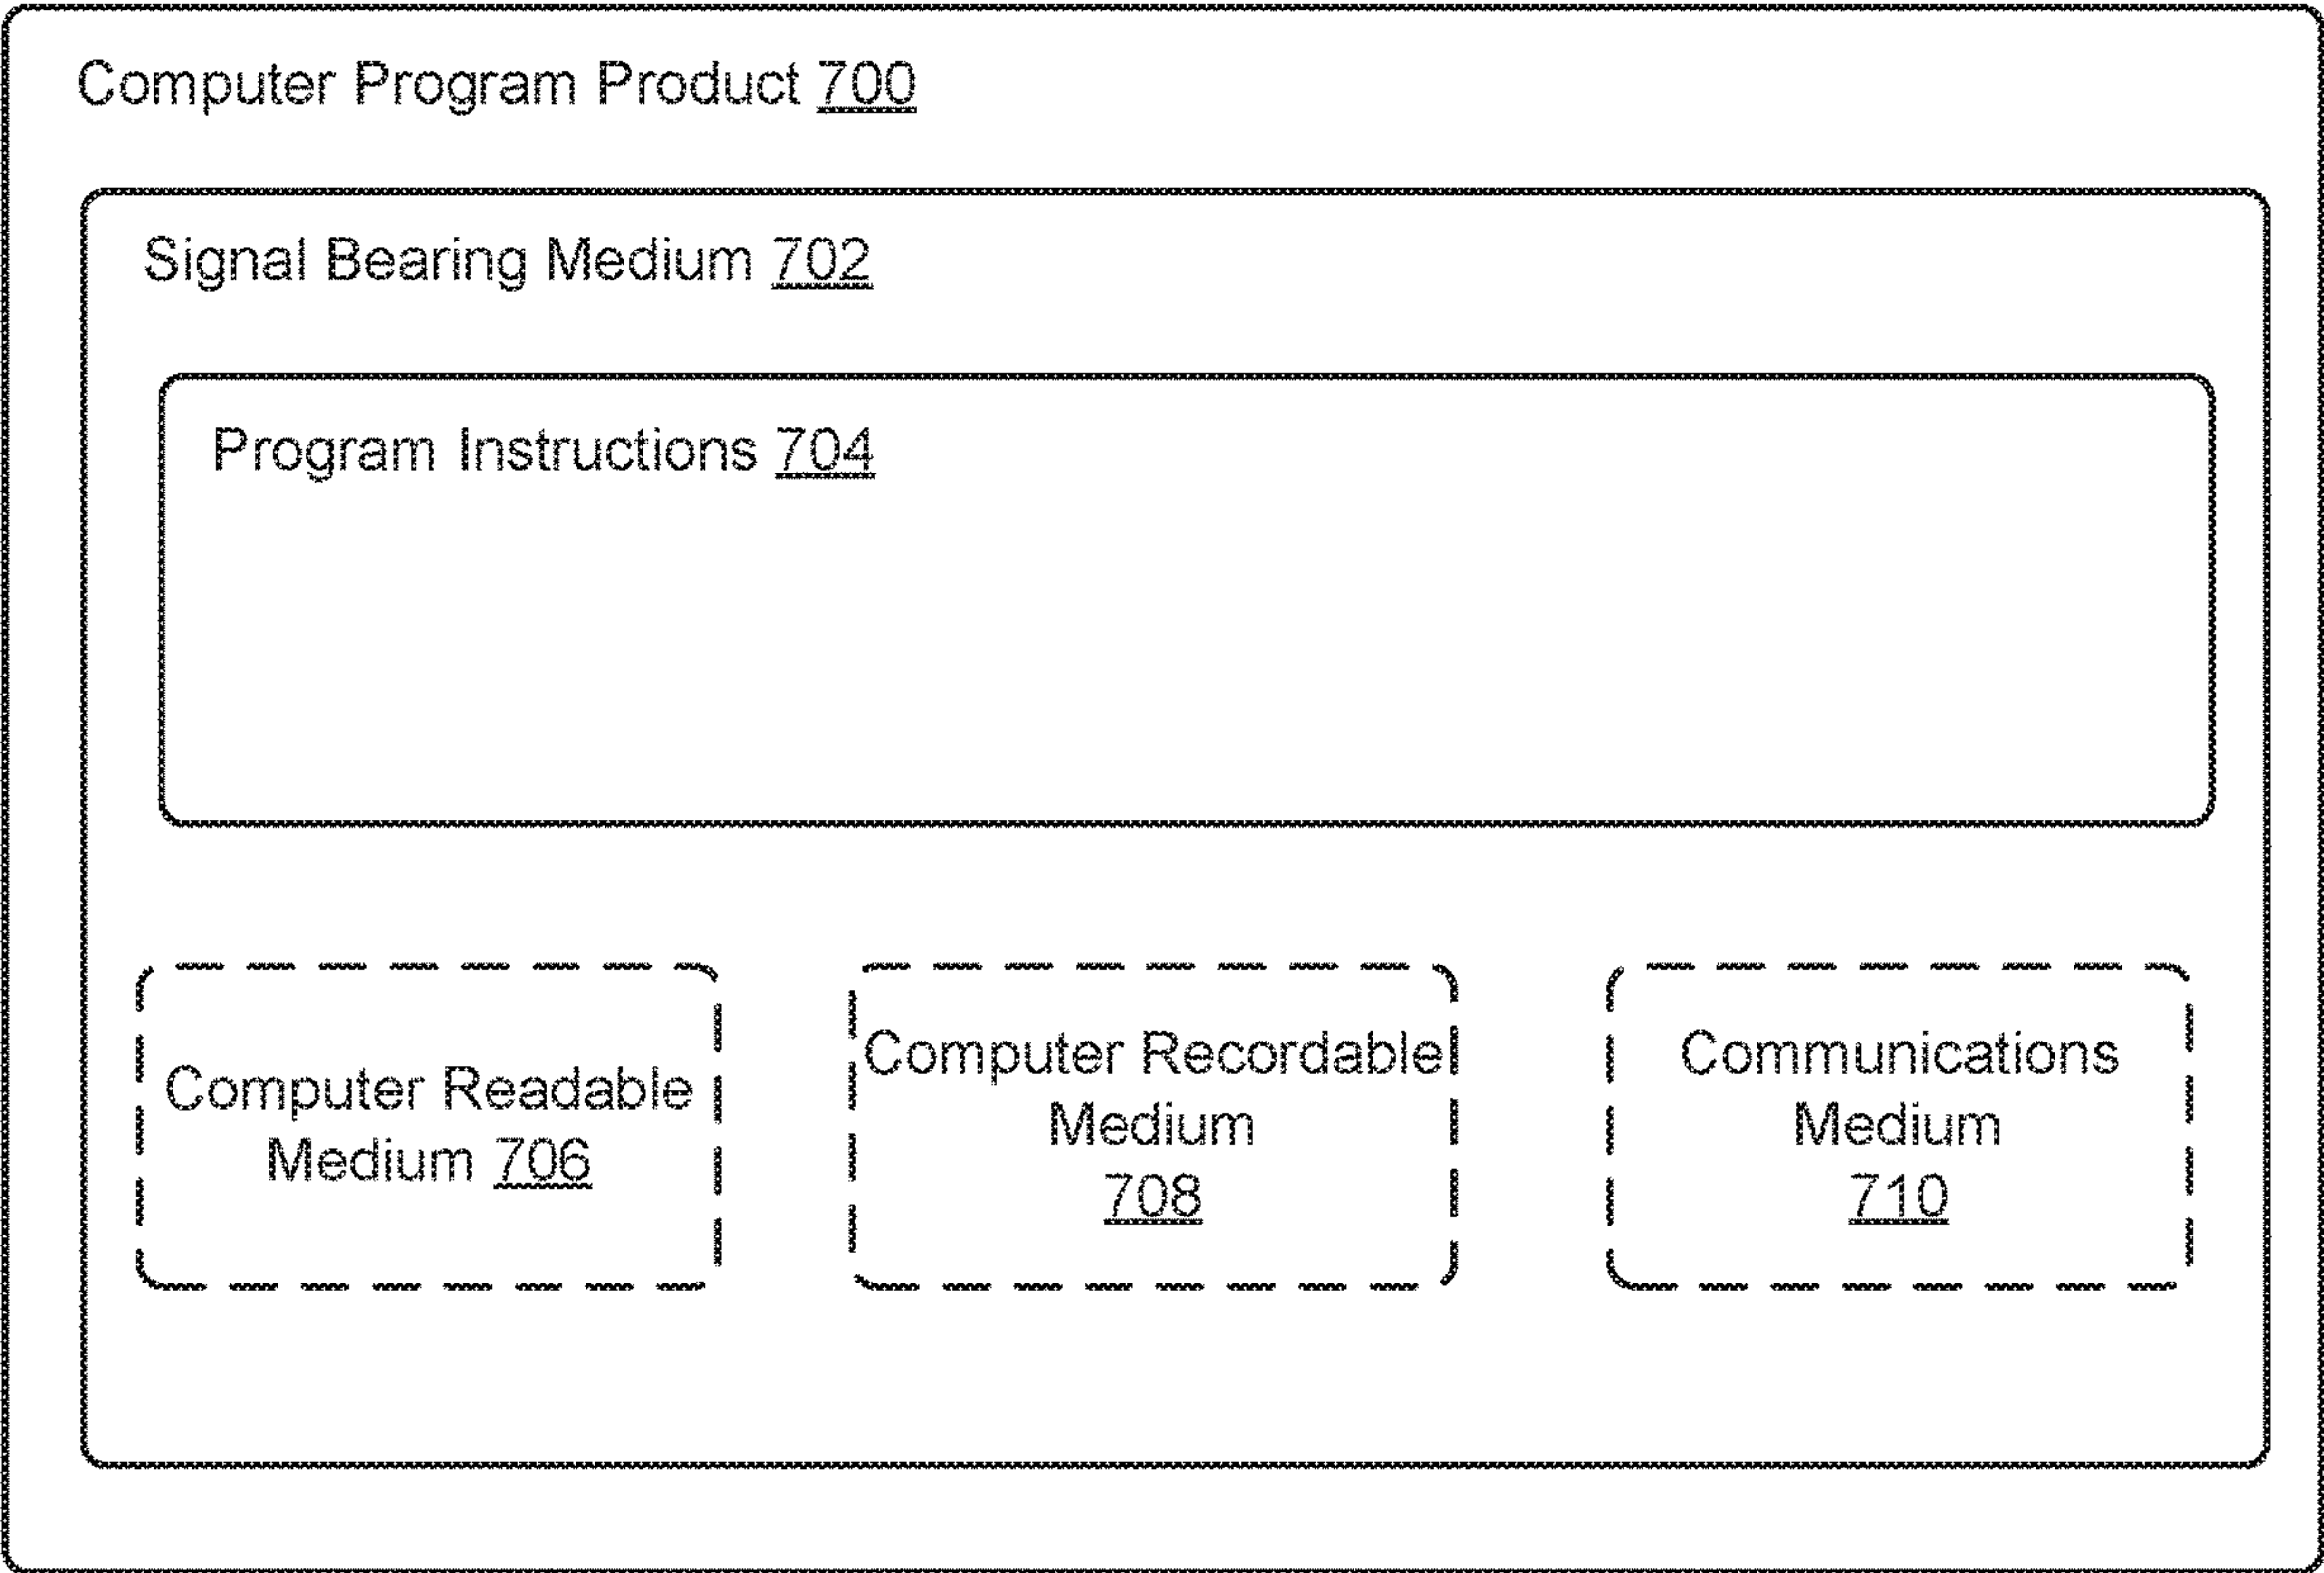 Computer Program Product 700
Signal Bearing Medium 702
Program Instructions 704
Computer Readable
Medium 706
Computer Recordable
Medium
708
Communications
Medium
710